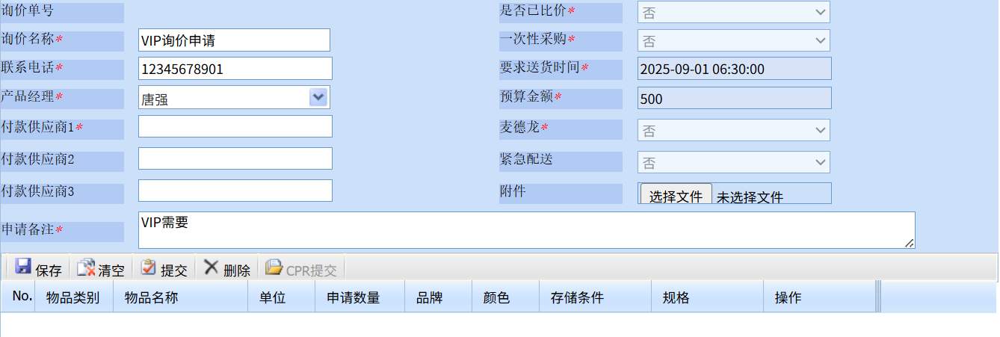 询价单号 是否已比价* 否
询价名称* VIP询价申请 一次性采购* 否
联系电话* 12345678901 要求送货时间* 2025-09-01 06:30:00
产品经理* 唐强 预算金额* 500
付款供应商1* 麦德龙* 否
付款供应商2 紧急配送 否
付款供应商3 附件 选择文件 未选择文件
申请备注* VIP需要
保存 清空 提交 删除 CPR提交
No. 物品类别 物品名称 单位 申请数量 品牌 颜色 存储条件 规格 操作